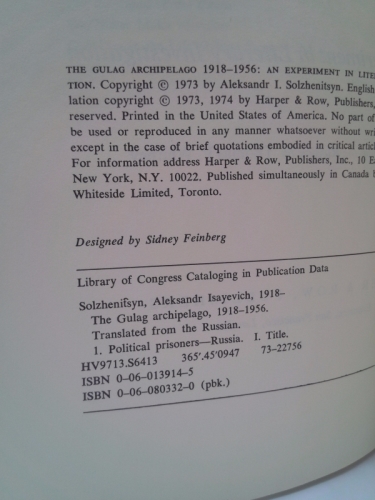 THE GULAG ARCHIPELAGO 1918–1956: AN EXPERIMENT IN LITE
TION. Copyright © 1973 by Aleksandr I. Solzhenitsyn. English
lation copyright © 1973, 1974 by Harper & Row, Publishers,
reserved. Printed in the United States of America. No part of
be used or reproduced in any manner whatsoever without wri
except in the case of brief quotations embodied in critical artic
For information address Harper & Row, Publishers, Inc., 10 E
New York, N.Y. 10022. Published simultaneously in Canada
Whiteside Limited, Toronto.
Designed by Sidney Feinberg
Library of Congress Cataloging in Publication Data
Solzhenit͡syn, Aleksandr Isayevich, 1918–
The Gulag archipelago, 1918–1956.
Translated from the Russian.
1. Political prisoners—Russia. I. Title.
HV9713.S6413 365'.45'0947 73–22756
ISBN 0–06–013914–5
ISBN 0–06–080332–0 (pbk.)